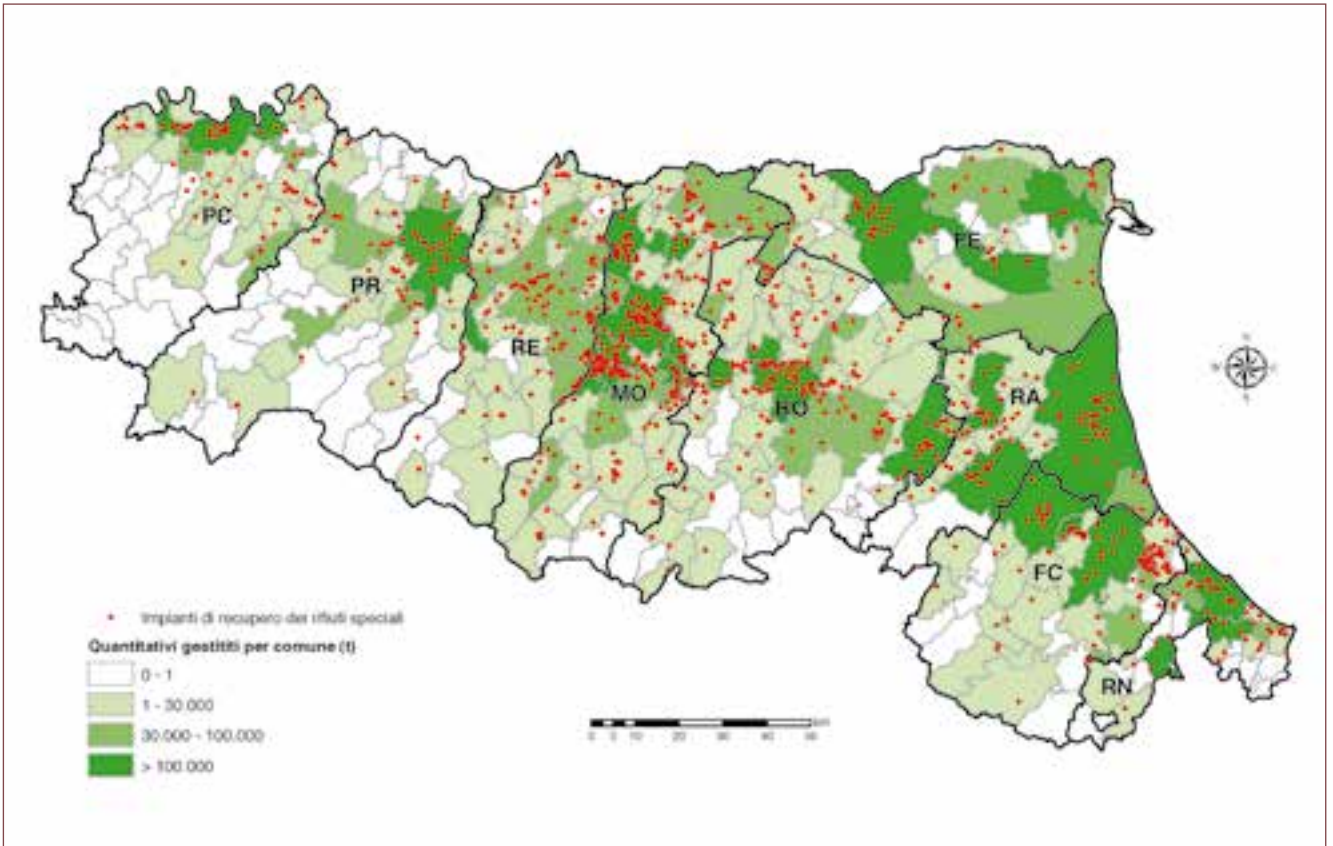 PC
PR
RE
MO
BO
FE
RA
FC
RN
Impianti di recupero dei rifiuti speciali
Quantitativi gestititi per comune (t)
0 - 1
1 - 30.000
30.000 - 100.000
> 100.000
0 5 10 20 30 40 50 km